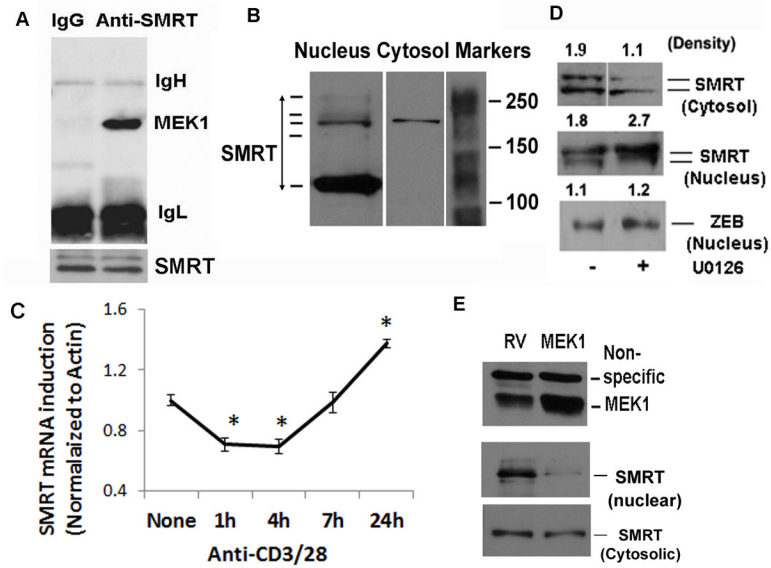 A
IgG Anti-SMRT
IgH
MEK1
IgL
SMRT
B
Nucleus Cytosol Markers
SMRT
250
150
100
D
1.9 1.1 (Density)
SMRT
(Cytosol)
1.8 2.7
SMRT
(Nucleus)
1.1 1.2
ZEB
(Nucleus)
- + U0126
C
SMRT mRNA induction
(Normalaized to Actin)
1.6
1.2
0.8
0.4
* * *
None 1h 4h 7h 24h
Anti-CD3/28
E
RV MEK1
Non-
specific
MEK1
SMRT
(nuclear)
SMRT
(Cytosolic)